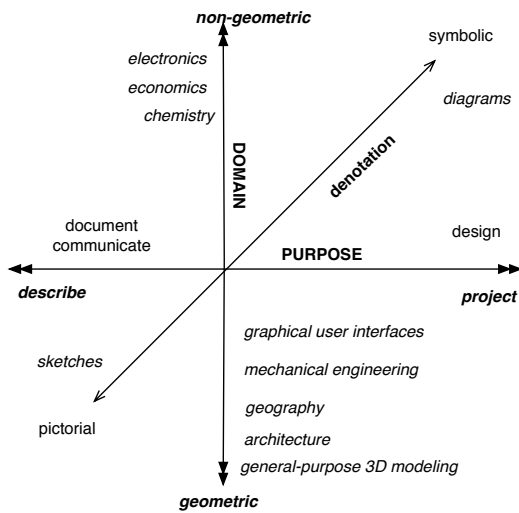 non-geometric
symbolic
electronics
economics
diagrams
chemistry
denotation
DOMAIN
document
communicate
design
PURPOSE
describe
project
graphical user interfaces
sketches
mechanical engineering
geography
pictorial
architecture
general-purpose 3D modeling
geometric